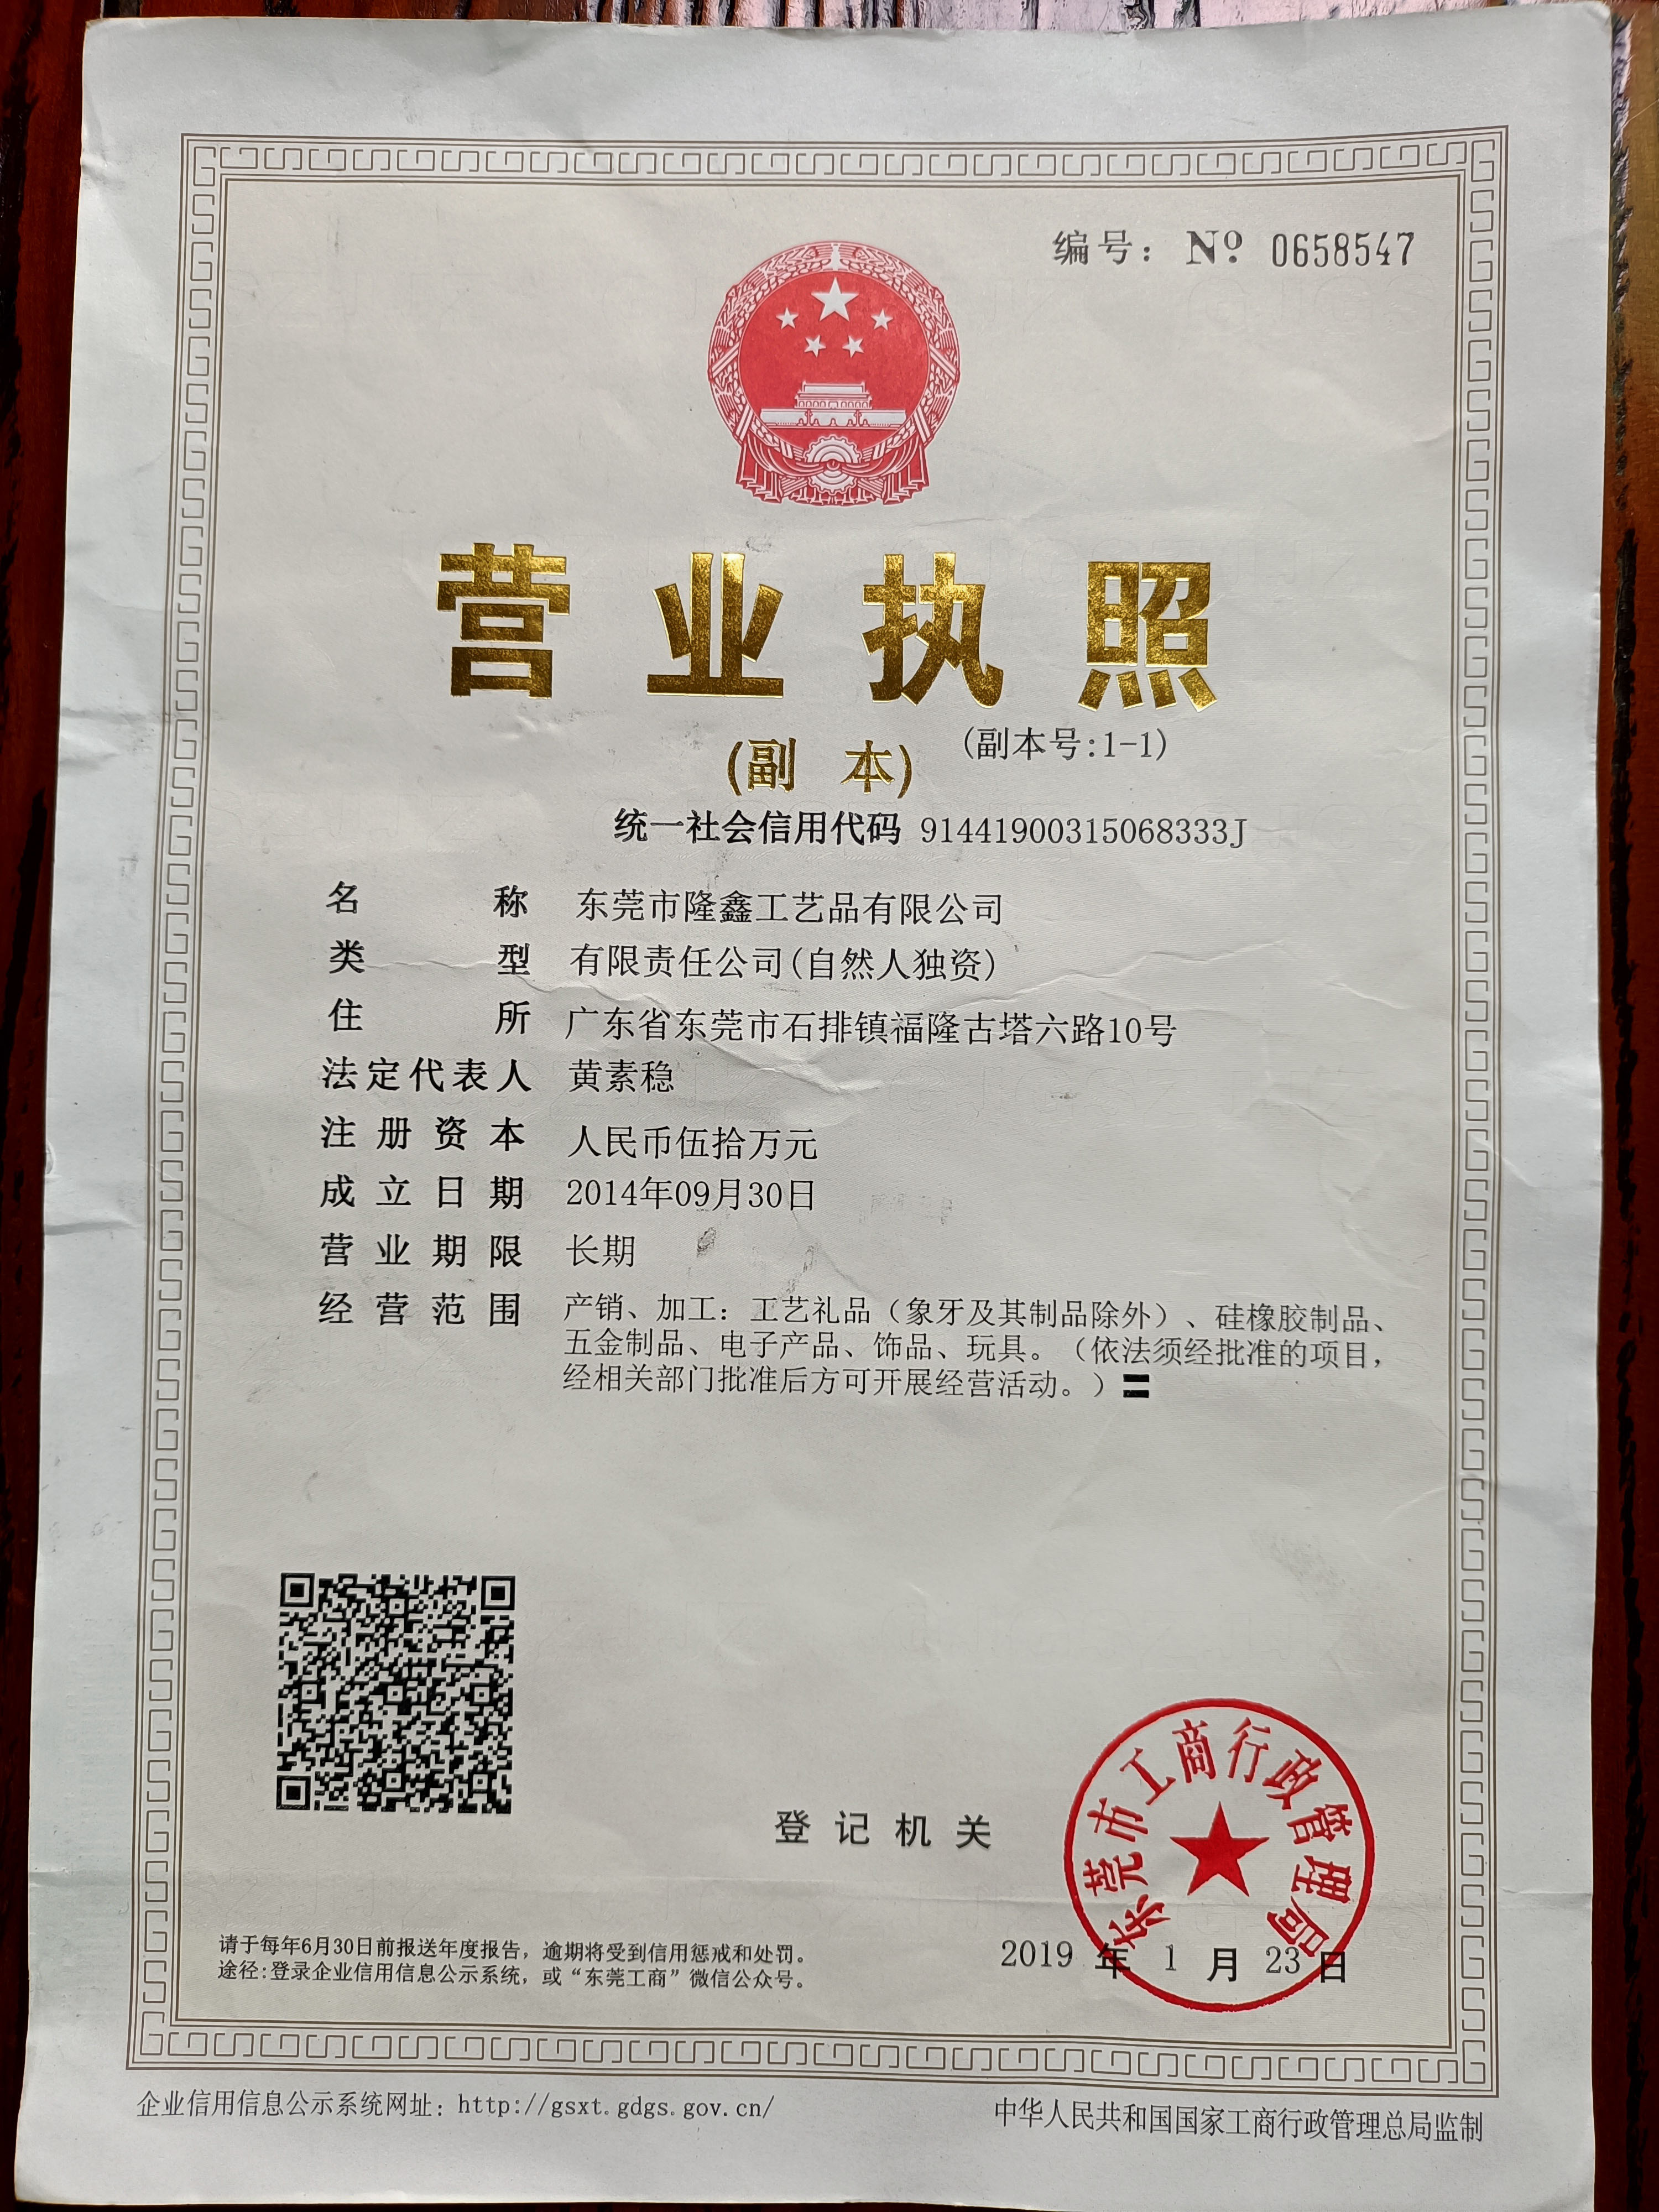 编号： № 0658547
营业执照
(副 本) (副本号:1-1)
统一社会信用代码 91441900315068333J
名称 东莞市隆鑫工艺品有限公司
类型 有限责任公司(自然人独资)
住所 广东省东莞市石排镇福隆古塔六路10号
法定代表人 黄素稳
注册资本 人民币伍拾万元
成立日期 2014年09月30日
营业期限 长期
经营范围 产销、加工：工艺礼品（象牙及其制品除外）、硅橡胶制品、
五金制品、电子产品、饰品、玩具。（依法须经批准的项目，
经相关部门批准后方可开展经营活动。）〓
登记机关
东莞市工商行政管理局
2019 年 1 月 23 日
请于每年6月30日前报送年度报告，逾期将受到信用惩戒和处罚。
途径:登录企业信用信息公示系统，或“东莞工商”微信公众号。
企业信用信息公示系统网址：http://gsxt.gdgs.gov.cn/
中华人民共和国国家工商行政管理总局监制